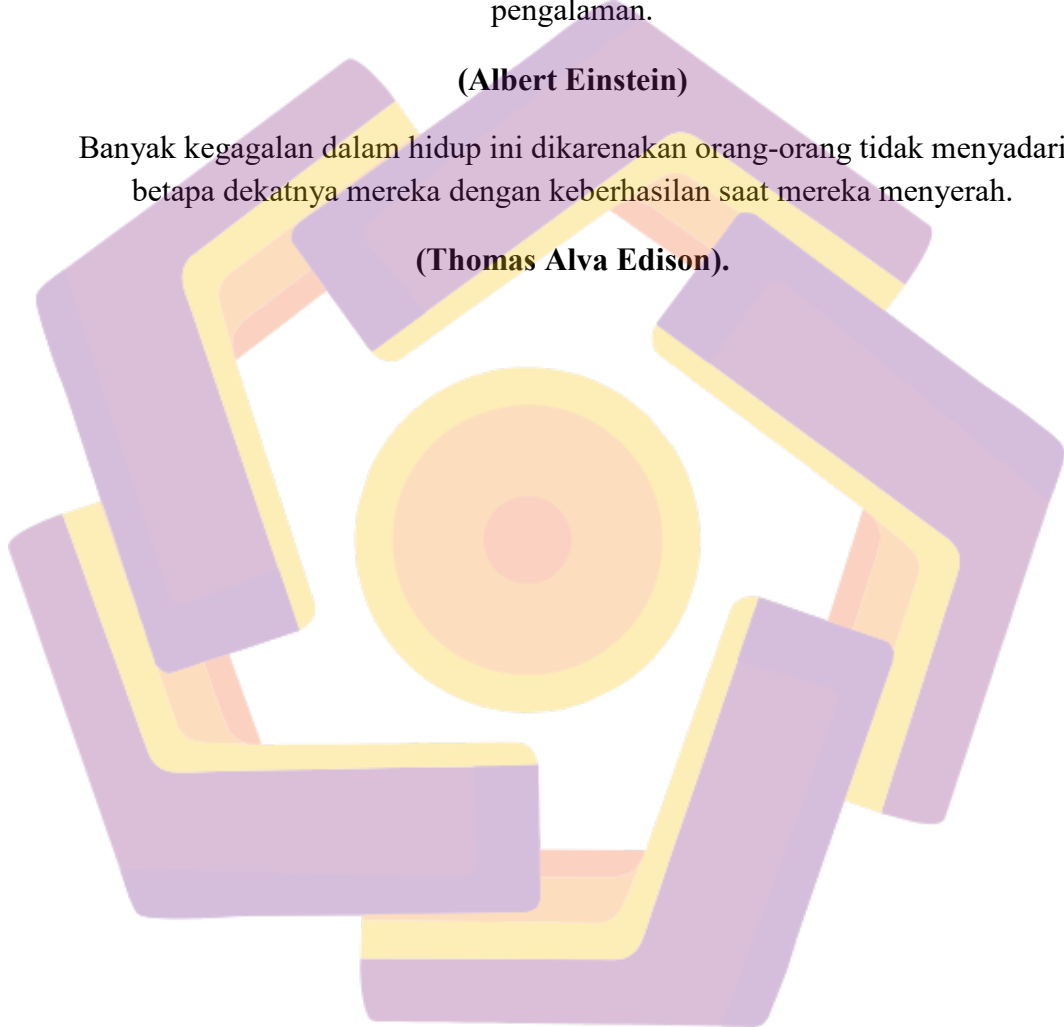 pengalaman.
(Albert Einstein)
Banyak kegagalan dalam hidup ini dikarenakan orang-orang tidak menyadari
betapa dekatnya mereka dengan keberhasilan saat mereka menyerah.
(Thomas Alva Edison).